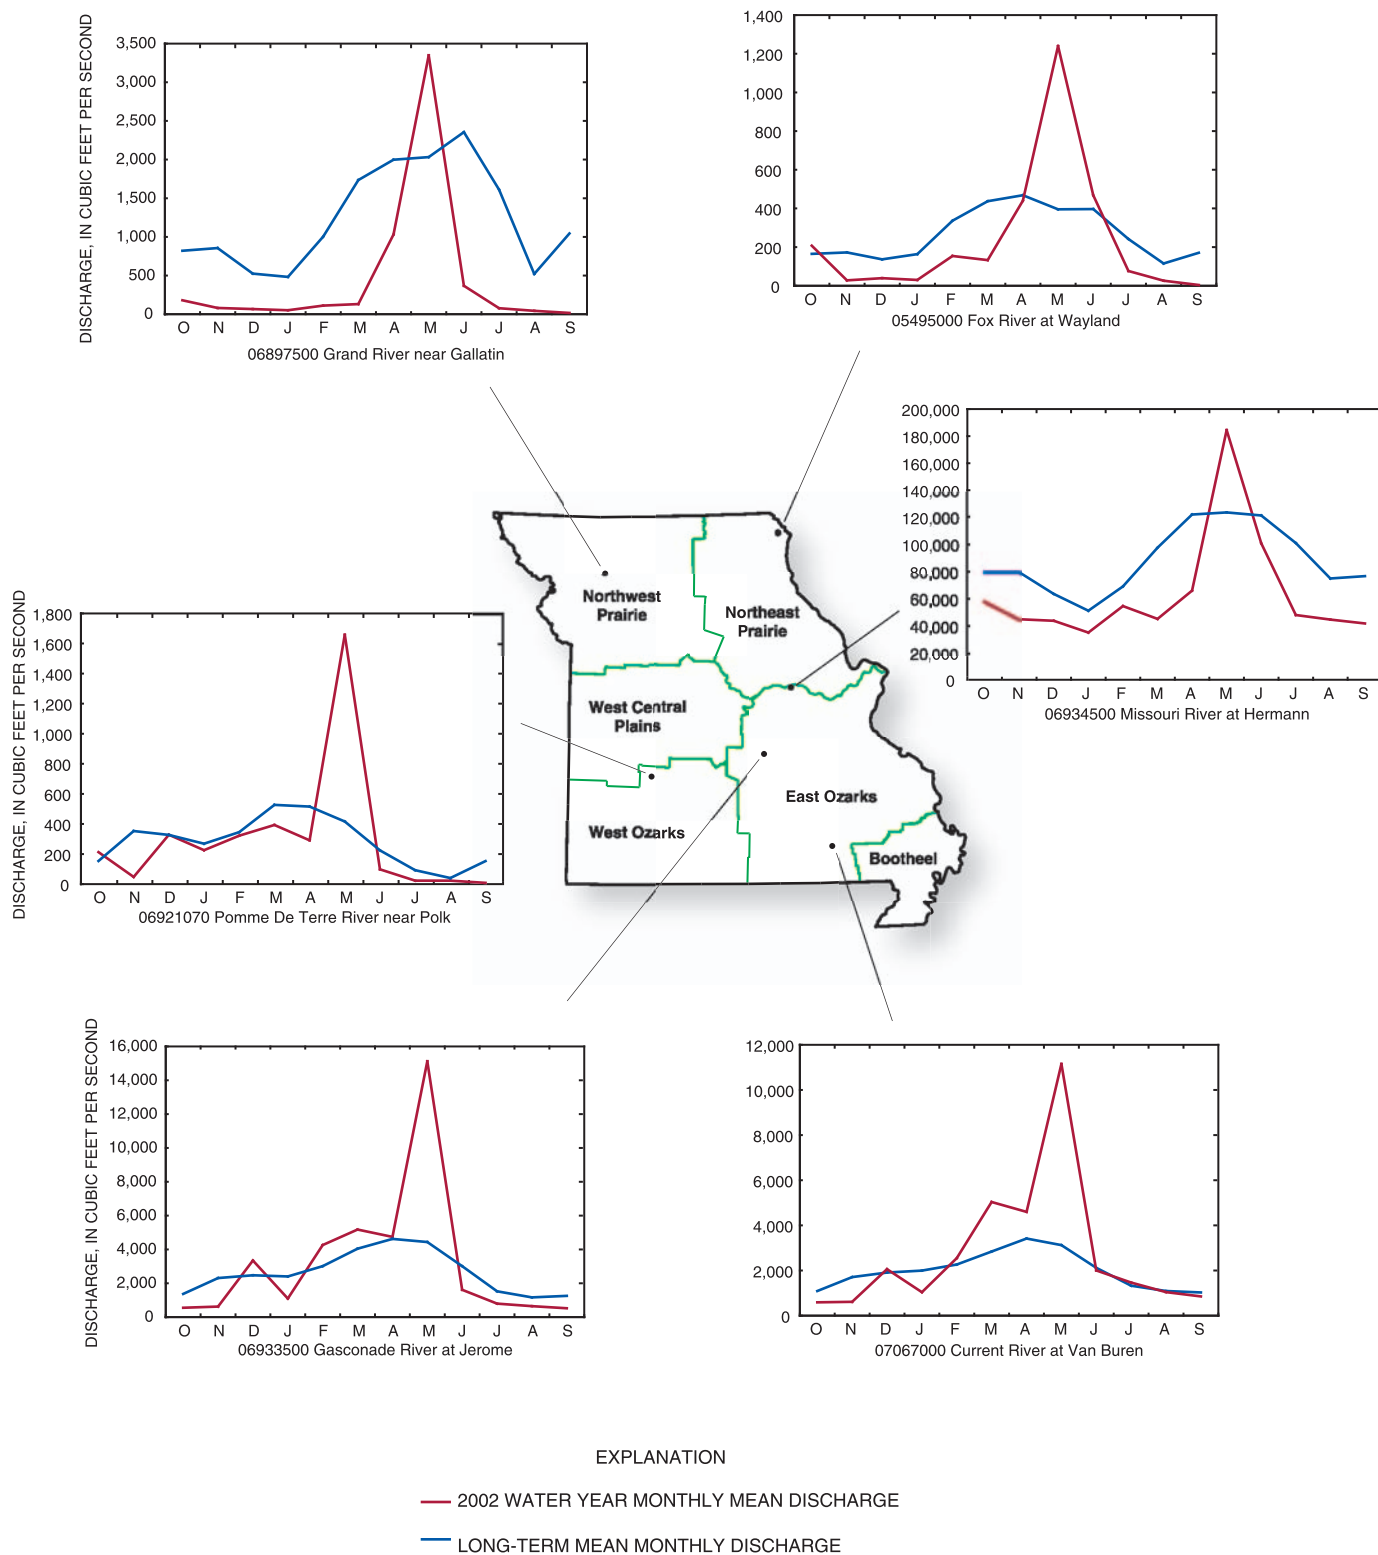 DISCHARGE, IN CUBIC FEET PER SECOND
3,500
3,000
2,500
2,000
1,500
1,000
500
0
O N D J F M A M J J A S
06897500 Grand River near Gallatin
1,400
1,200
1,000
800
600
400
200
0
O N D J F M A M J J A S
05495000 Fox River at Wayland
200,000
180,000
160,000
140,000
120,000
100,000
80,000
60,000
40,000
20,000
0
O N D J F M A M J J A S
06934500 Missouri River at Hermann
Northwest
Prairie
Northeast
Prairie
West Central
Plains
East Ozarks
West Ozarks
Bootheel
DISCHARGE, IN CUBIC FEET PER SECOND
1,800
1,600
1,400
1,200
1,000
800
600
400
200
0
O N D J F M A M J J A S
06921070 Pomme De Terre River near Polk
DISCHARGE, IN CUBIC FEET PER SECOND
16,000
14,000
12,000
10,000
8,000
6,000
4,000
2,000
0
O N D J F M A M J J A S
06933500 Gasconade River at Jerome
12,000
10,000
8,000
6,000
4,000
2,000
0
O N D J F M A M J J A S
07067000 Current River at Van Buren
EXPLANATION
2002 WATER YEAR MONTHLY MEAN DISCHARGE
LONG-TERM MEAN MONTHLY DISCHARGE